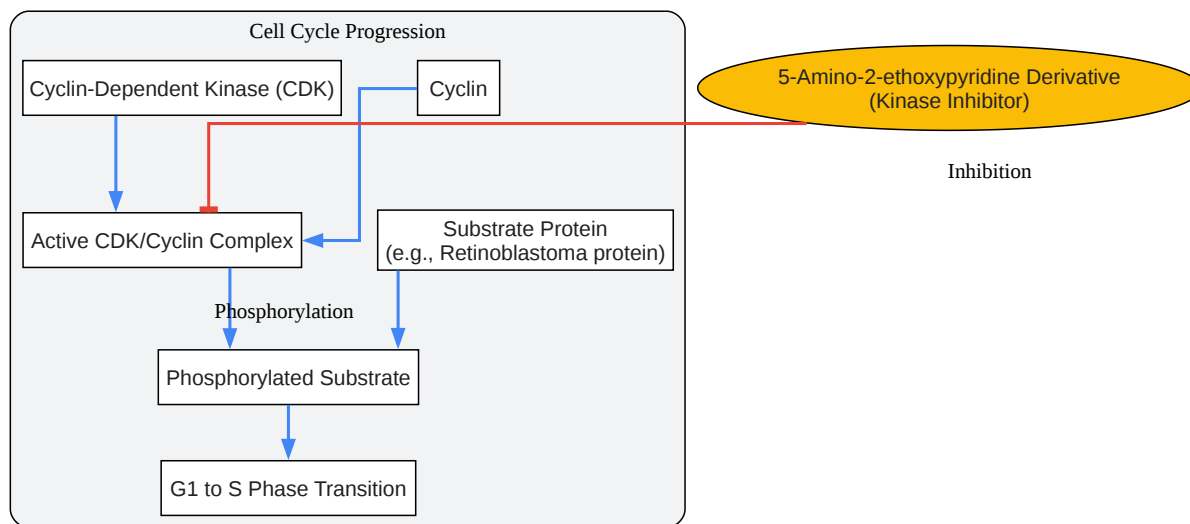 Cell Cycle Progression
Cyclin-Dependent Kinase (CDK)
Cyclin
5-Amino-2-ethoxypyridine Derivative
(Kinase Inhibitor)
Inhibition
Active CDK/Cyclin Complex
Substrate Protein
(e.g., Retinoblastoma protein)
Phosphorylation
Phosphorylated Substrate
G1 to S Phase Transition